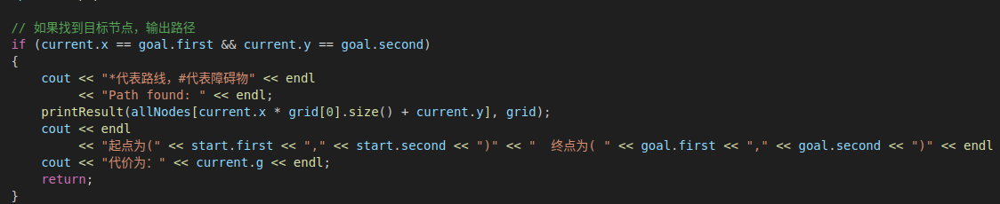 // 如果找到目标节点，输出路径
if (current.x == goal.first && current.y == goal.second)
{
    cout << "*代表路线，#代表障碍物" << endl
         << "Path found: " << endl;
    printResult(allNodes[current.x * grid[0].size() + current.y], grid);
    cout << endl
         << "起点为(" << start.first << "," << start.second << ")" << "  终点为( " << goal.first << "," << goal.second << ")" << endl
    cout << "代价为：" << current.g << endl;
    return;
}